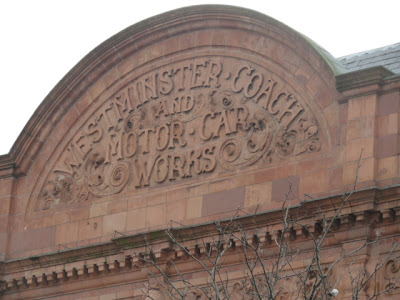 WESTMINSTER · COACH
AND
MOTOR · CAR
WORKS